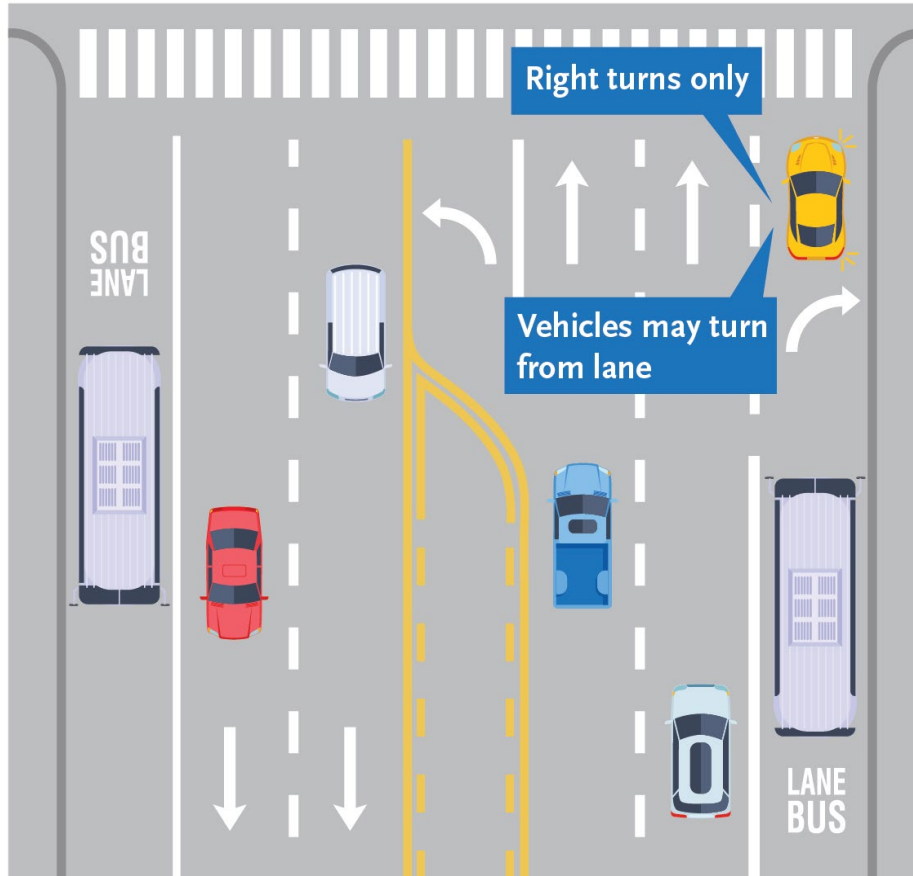 Right turns only
BUS
LANE
Vehicles may turn
from lane
LANE
BUS